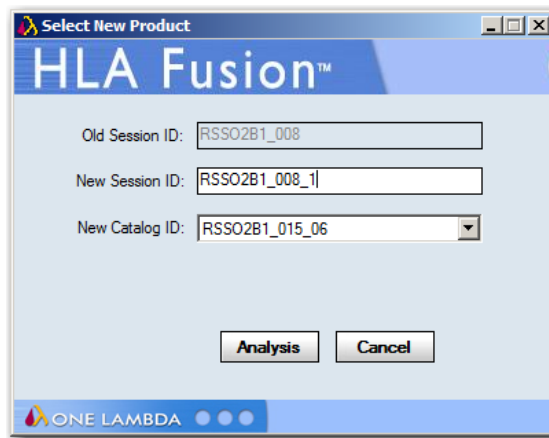 Select New Product
HLA Fusion™
Old Session ID: RSSO2B1_008
New Session ID: RSSO2B1_008_1
New Catalog ID: RSSO2B1_015_06
Analysis Cancel
ONE LAMBDA